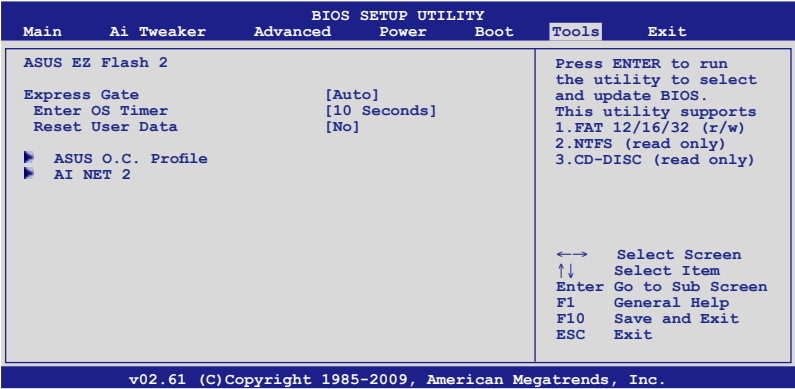 BIOS SETUP UTILITY
Main Ai Tweaker Advanced Power Boot Tools Exit
ASUS EZ Flash 2
Express Gate [Auto]
Enter OS Timer [10 Seconds]
Reset User Data [No]
ASUS O.C. Profile
AI NET 2
Press ENTER to run
the utility to select
and update BIOS.
This utility supports
1.FAT 12/16/32 (r/w)
2.NTFS (read only)
3.CD-DISC (read only)
←→ Select Screen
↑↓ Select Item
Enter Go to Sub Screen
F1 General Help
F10 Save and Exit
ESC Exit
v02.61 (C)Copyright 1985-2009, American Megatrends, Inc.